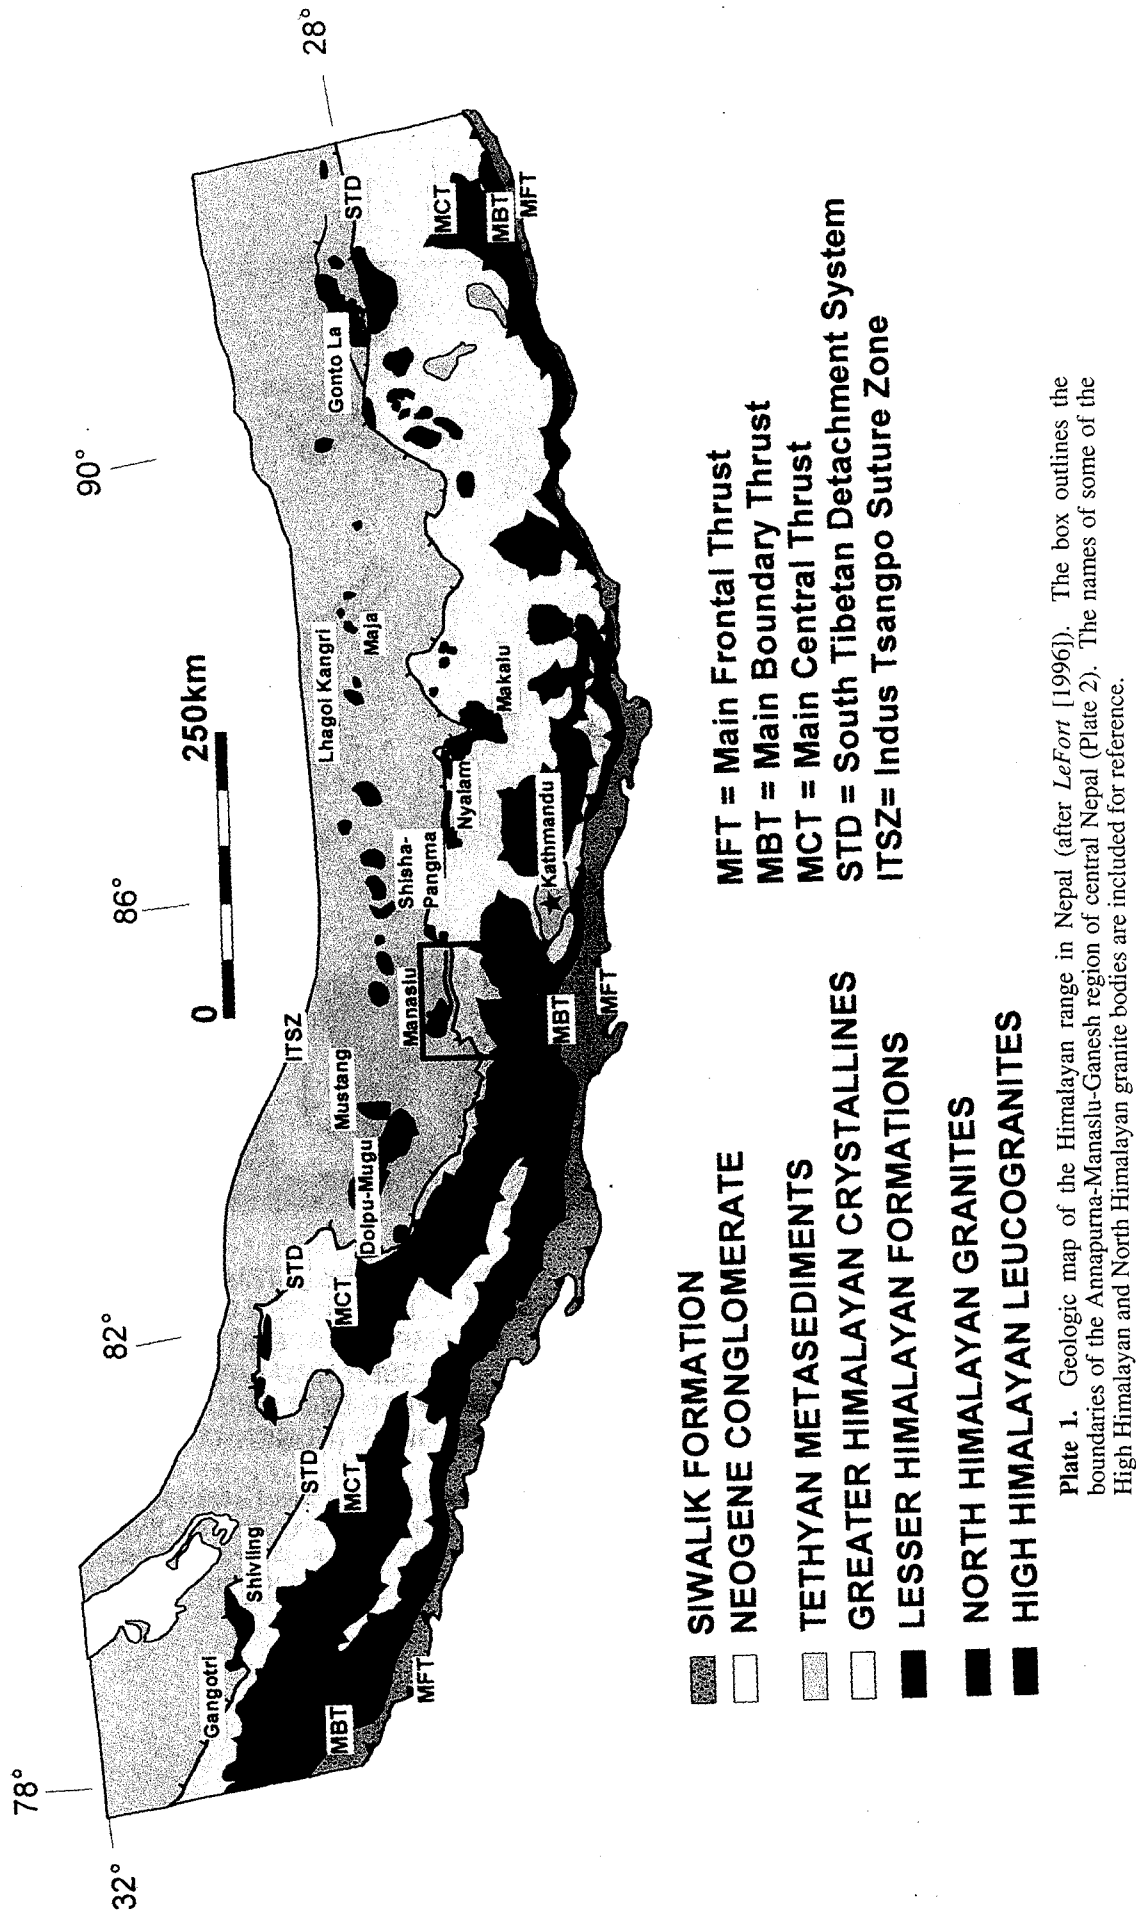 78°
82°
86°
90°
32°
28°
0
250km
ITSZ
Gangotri
Shivling
STD
MCT
STD
MCT
Dolpu-Mugu
Mustang
Manaslu
Shisha-
Pangma
Nyalam
Makalu
Lhagoi Kangri
Maja
Gonto La
STD
MCT
MBT
MFT
Kathmandu
MBT
MFT
MBT
MFT
SIWALIK FORMATION
NEOGENE CONGLOMERATE
TETHYAN METASEDIMENTS
GREATER HIMALAYAN CRYSTALLINES
LESSER HIMALAYAN FORMATIONS
NORTH HIMALAYAN GRANITES
HIGH HIMALAYAN LEUCOGRANITES
MFT = Main Frontal Thrust
MBT = Main Boundary Thrust
MCT = Main Central Thrust
STD = South Tibetan Detachment System
ITSZ= Indus Tsangpo Suture Zone
Plate 1. Geologic map of the Himalayan range in Nepal (after LeFort [1996]). The box outlines the
boundaries of the Annapurna-Manaslu-Ganesh region of central Nepal (Plate 2). The names of some of the
High Himalayan and North Himalayan granite bodies are included for reference.